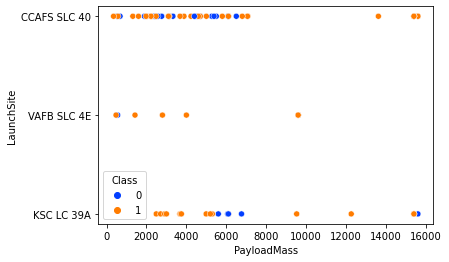 CCAFS SLC 40
VAFB SLC 4E
KSC LC 39A
LaunchSite
Class
0
1
0 2000 4000 6000 8000 10000 12000 14000 16000
PayloadMass